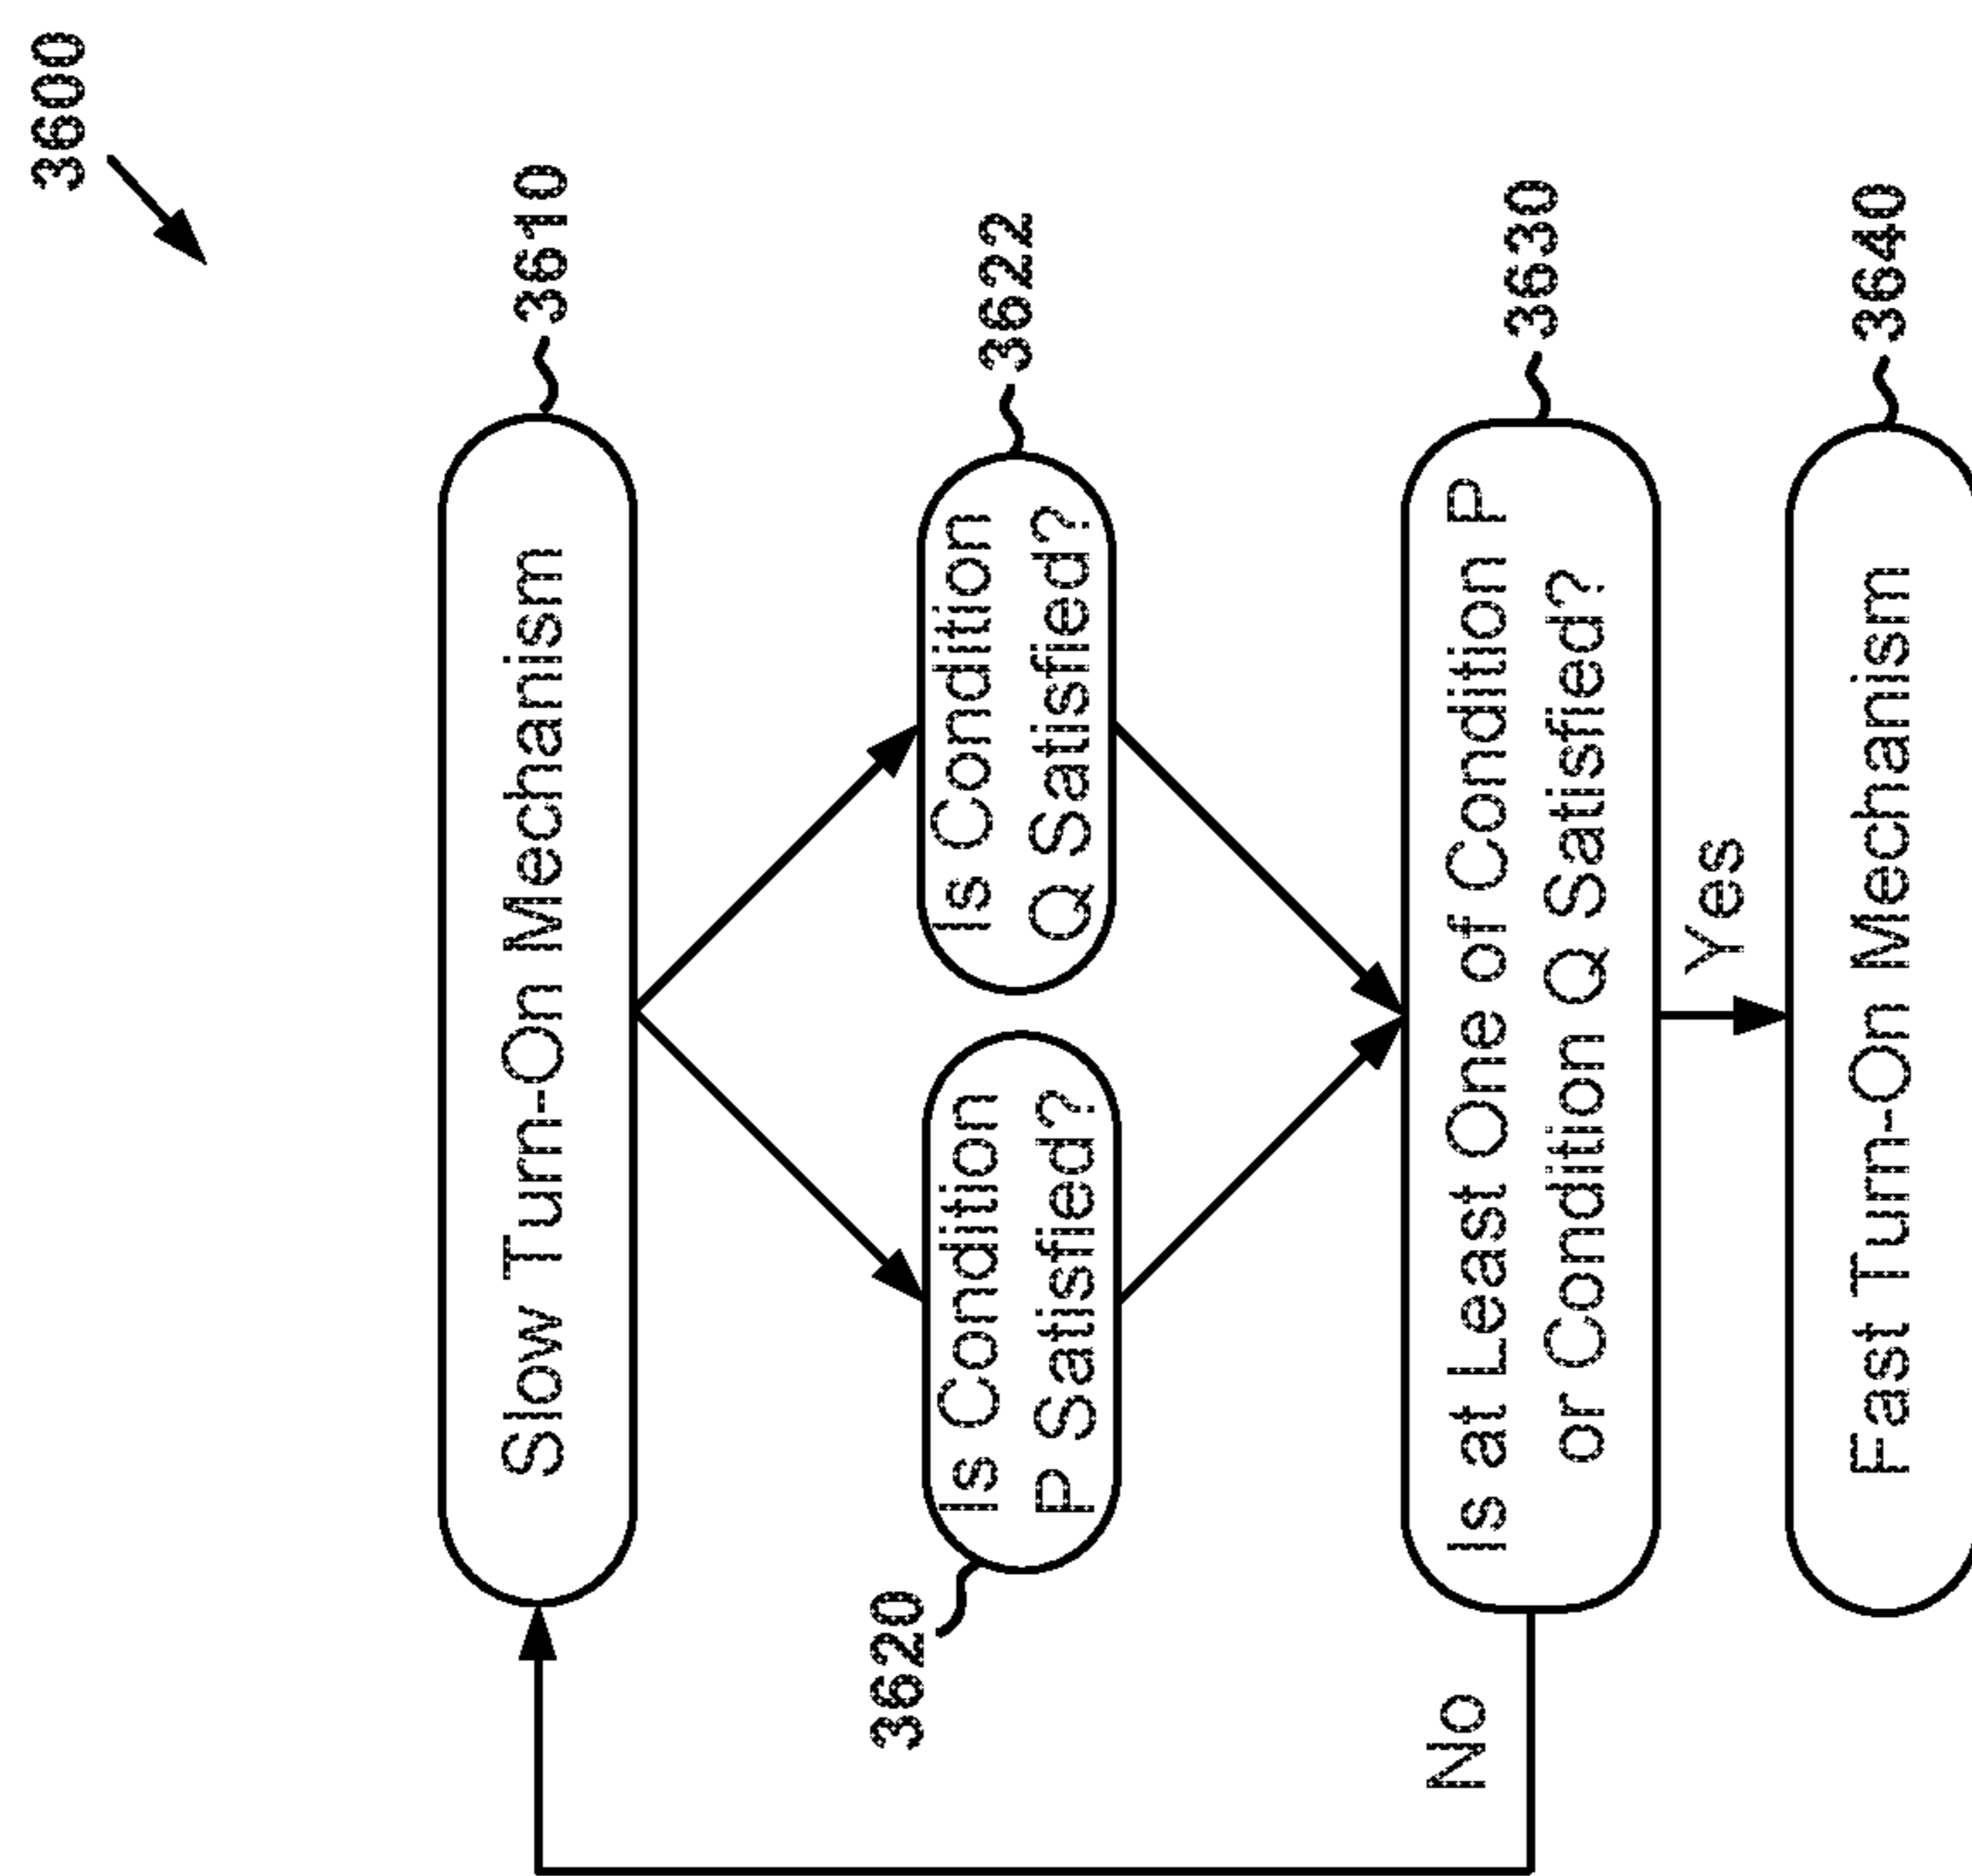 3600
Slow Turn-On Mechanism
3610
Is Condition
P Satisfied?
3620
Is Condition
Q Satisfied?
3622
Is at Least One of Condition P
or Condition Q Satisfied?
3630
No
Yes
Fast Turn-On Mechanism
3640